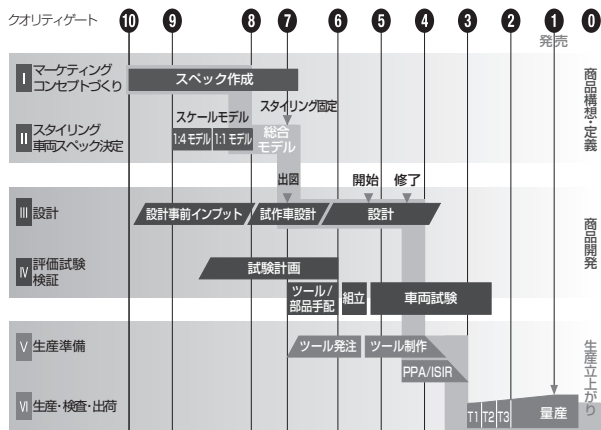 クオリティゲート 10 9 8 7 6 5 4 3 2 1 0
発売
I マーケティング
コンセプトづくり
スペック作成
商品構想・定義
II スタイリング
車両スペック決定
スケールモデル
1:4 モデル 1:1 モデル
スタイリング固定
総合
モデル
出図 開始 修了
III 設計
設計事前インプット 試作車設計 設計
商品開発
IV 評価試験
検証
試験計画
ツール/
部品手配
組立 車両試験
V 生産準備
ツール発注 ツール制作
PPA/ISIR
生産立上がり
VI 生産・検査・出荷
T1 T2 T3 量産